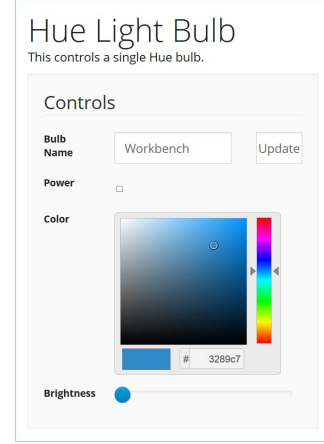 Hue Light Bulb
This controls a single Hue bulb.
Controls
Bulb Name Workbench Update
Power
Color
# 3289c7
Brightness